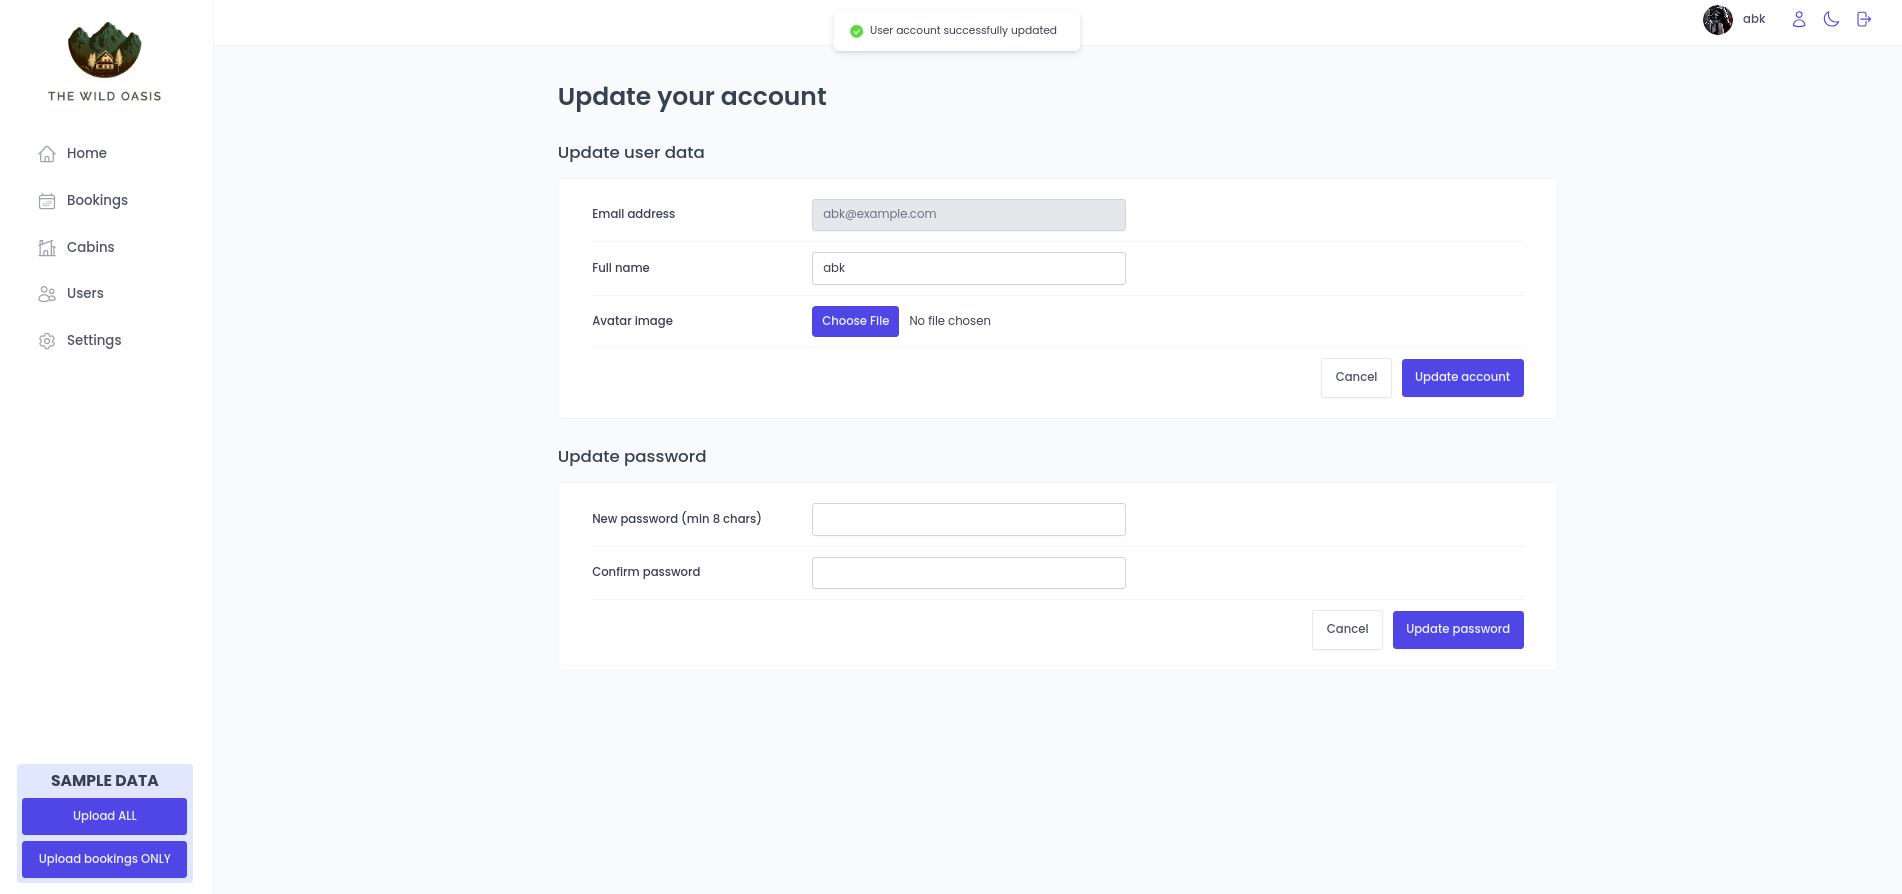 THE WILD OASIS
Home
Bookings
Cabins
Users
Settings
SAMPLE DATA
Upload ALL
Upload bookings ONLY
User account successfully updated
abk
Update your account
Update user data
Email address
abk@example.com
Full name
abk
Avatar image
Choose File No file chosen
Cancel Update account
Update password
New password (min 8 chars)
Confirm password
Cancel Update password